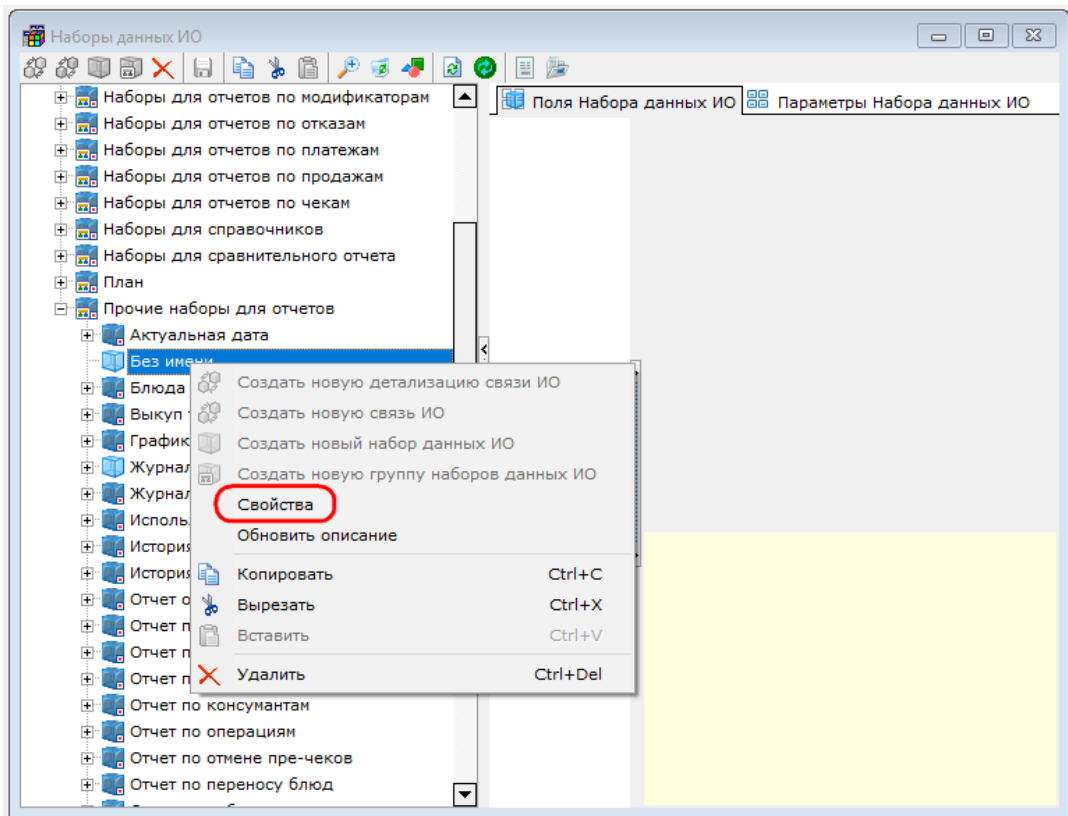 Наборы данных ИО
Наборы для отчетов по модификаторам
Наборы для отчетов по отказам
Наборы для отчетов по платежам
Наборы для отчетов по продажам
Наборы для отчетов по чекам
Наборы для справочников
Наборы для сравнительного отчета
План
Прочие наборы для отчетов
Актуальная дата
Без имени
Блюда
Выкуп
График
Журнал
Журнал
Исполь
История
История
Отчет о
Отчет п
Отчет п
Отчет п
Отчет по консумантам
Отчет по операциям
Отчет по отмене пре-чеков
Отчет по переносу блюд
Поля Набора данных ИО
Параметры Набора данных ИО
Создать новую детализацию связи ИО
Создать новую связь ИО
Создать новый набор данных ИО
Создать новую группу наборов данных ИО
Свойства
Обновить описание
Копировать Ctrl+C
Вырезать Ctrl+X
Вставить Ctrl+V
Удалить Ctrl+Del